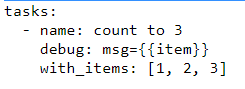 tasks:
  - name: count to 3
    debug: msg={{item}}
    with_items: [1, 2, 3]